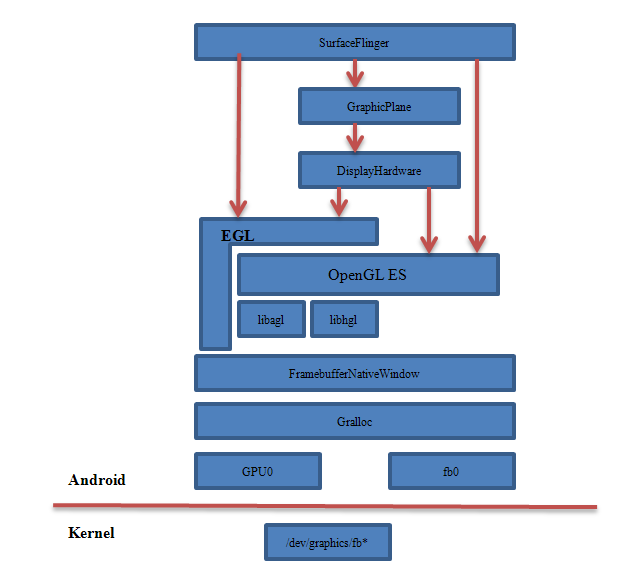 SurfaceFlinger
GraphicPlane
DisplayHardware
EGL
OpenGL ES
libagl
libhgl
FramebufferNativeWindow
Gralloc
GPU0
fb0
Android
Kernel
/dev/graphics/fb*